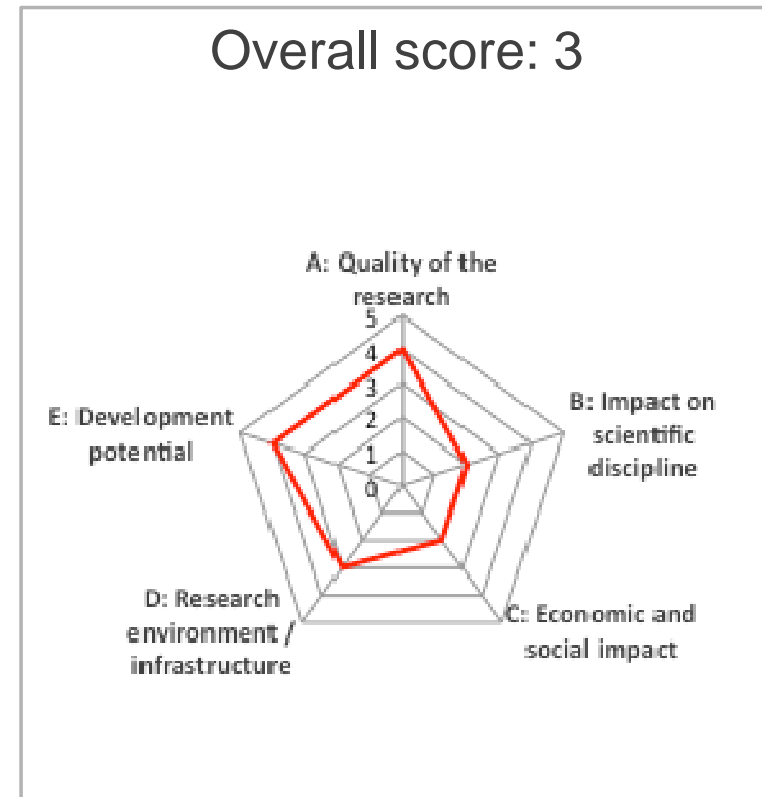 Overall score: 3
A: Quality of the
research
5
4
3
2
1
0
B: Impact on
scientific
discipline
E: Development
potential
D: Research
environment /
infrastructure
C: Economic and
social impact